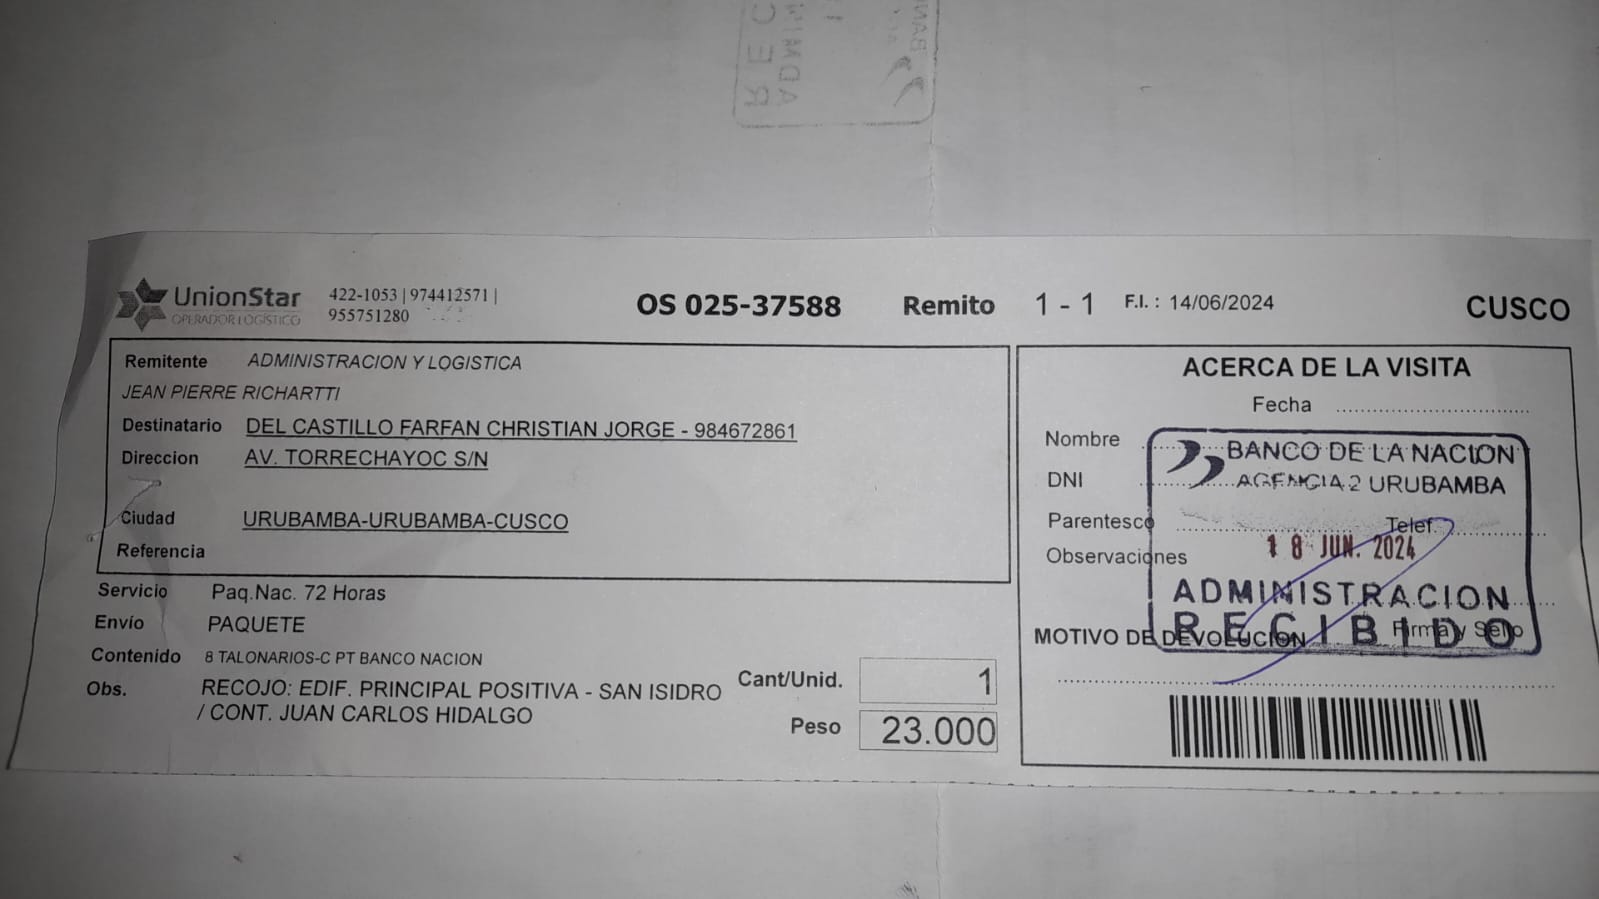 UnionStar
OPERADOR LOGÍSTICO
422-1053 | 974412571 |
955751280
OS 025-37588
Remito 1 - 1
F.I. : 14/06/2024
CUSCO
Remitente ADMINISTRACION Y LOGISTICA
JEAN PIERRE RICHARTTI
Destinatario DEL CASTILLO FARFAN CHRISTIAN JORGE - 984672861
Direccion AV. TORRECHAYOC S/N
Ciudad URUBAMBA-URUBAMBA-CUSCO
Referencia
Servicio Paq.Nac. 72 Horas
Envío PAQUETE
Contenido 8 TALONARIOS-C PT BANCO NACION
Obs. RECOJO: EDIF. PRINCIPAL POSITIVA - SAN ISIDRO
/ CONT. JUAN CARLOS HIDALGO
Cant/Unid. 1
Peso 23.000
ACERCA DE LA VISITA
Fecha
Nombre
DNI
Parentesco
Telef.
Observaciones
MOTIVO DE DEVOLUCION
Firma y Sello
BANCO DE LA NACION
AGENCIA 2 URUBAMBA
18 JUN. 2024
ADMINISTRACION
RECIBIDO